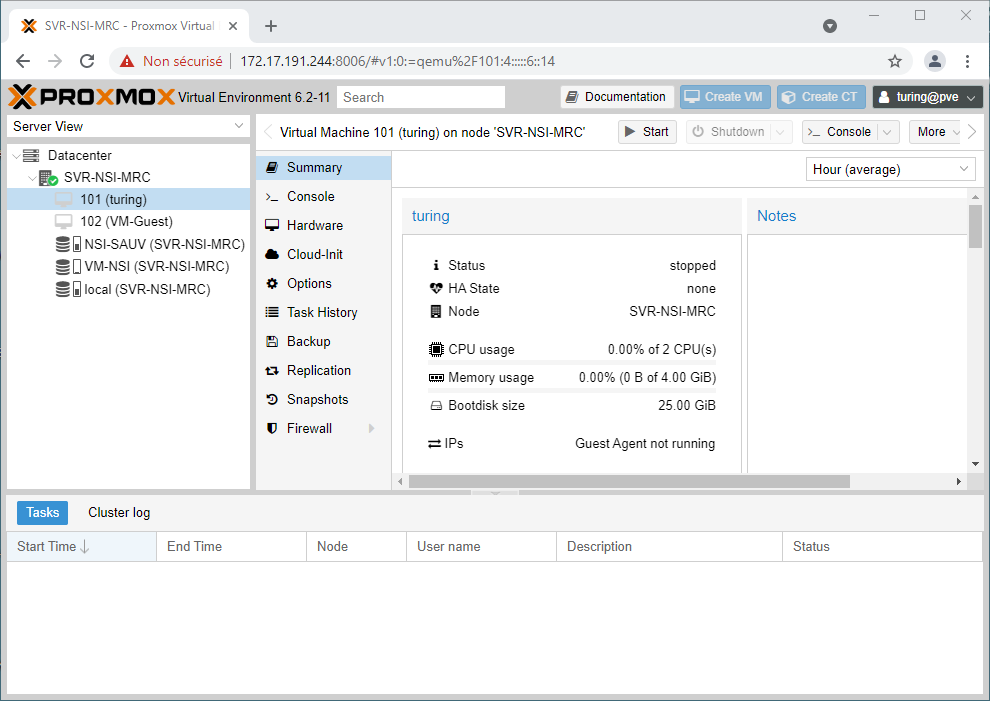 SVR-NSI-MRC - Proxmox Virtual
Non sécurisé 172.17.191.244:8006/#v1:0:=qemu%2F101:4:::::6::14
PROXMOX Virtual Environment 6.2-11 Search Documentation Create VM Create CT turing@pve
Server View
Virtual Machine 101 (turing) on node 'SVR-NSI-MRC' Start Shutdown Console More
Datacenter
SVR-NSI-MRC
101 (turing)
102 (VM-Guest)
NSI-SAUV (SVR-NSI-MRC)
VM-NSI (SVR-NSI-MRC)
local (SVR-NSI-MRC)
Summary
Console
Hardware
Cloud-Init
Options
Task History
Backup
Replication
Snapshots
Firewall
Hour (average)
turing
Status stopped
HA State none
Node SVR-NSI-MRC
CPU usage 0.00% of 2 CPU(s)
Memory usage 0.00% (0 B of 4.00 GiB)
Bootdisk size 25.00 GiB
IPs Guest Agent not running
Notes
Tasks Cluster log
Start Time End Time Node User name Description Status